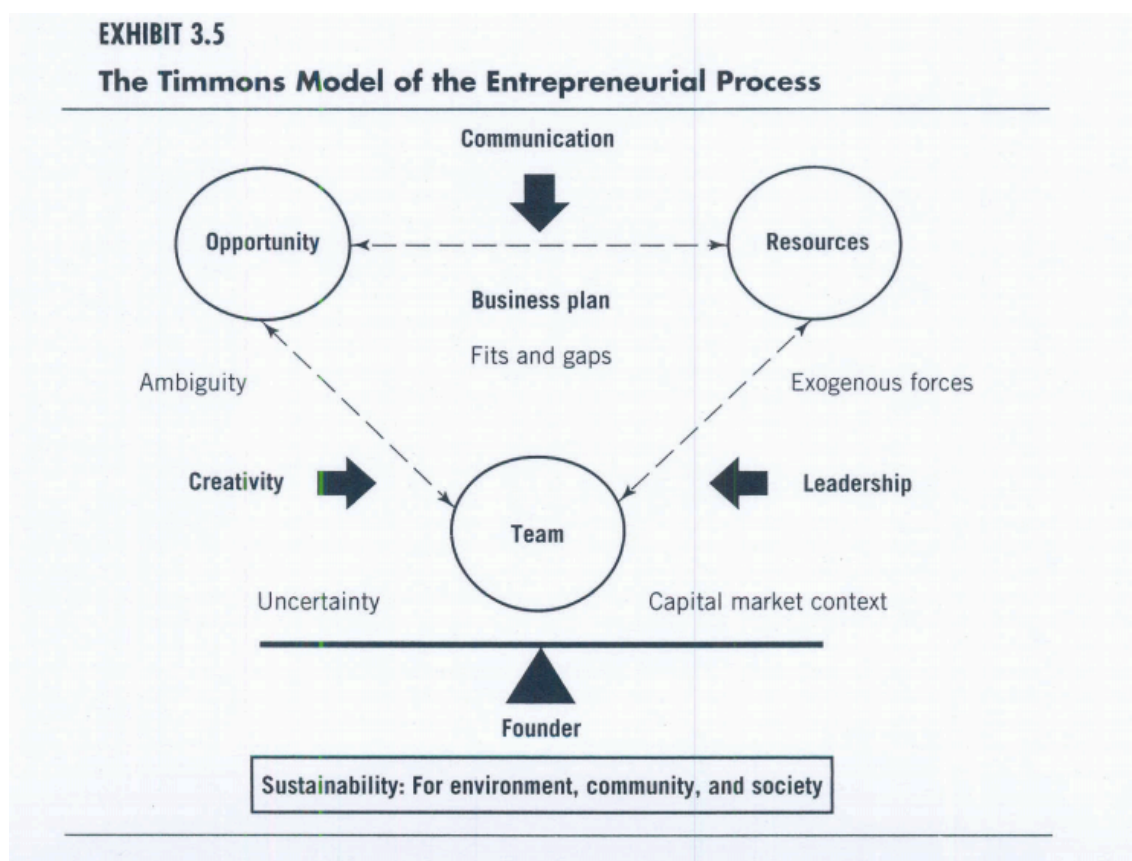 EXHIBIT 3.5
The Timmons Model of the Entrepreneurial Process
Communication
Opportunity
Resources
Business plan
Fits and gaps
Ambiguity
Exogenous forces
Creativity
Leadership
Team
Uncertainty
Capital market context
Founder
Sustainability: For environment, community, and society